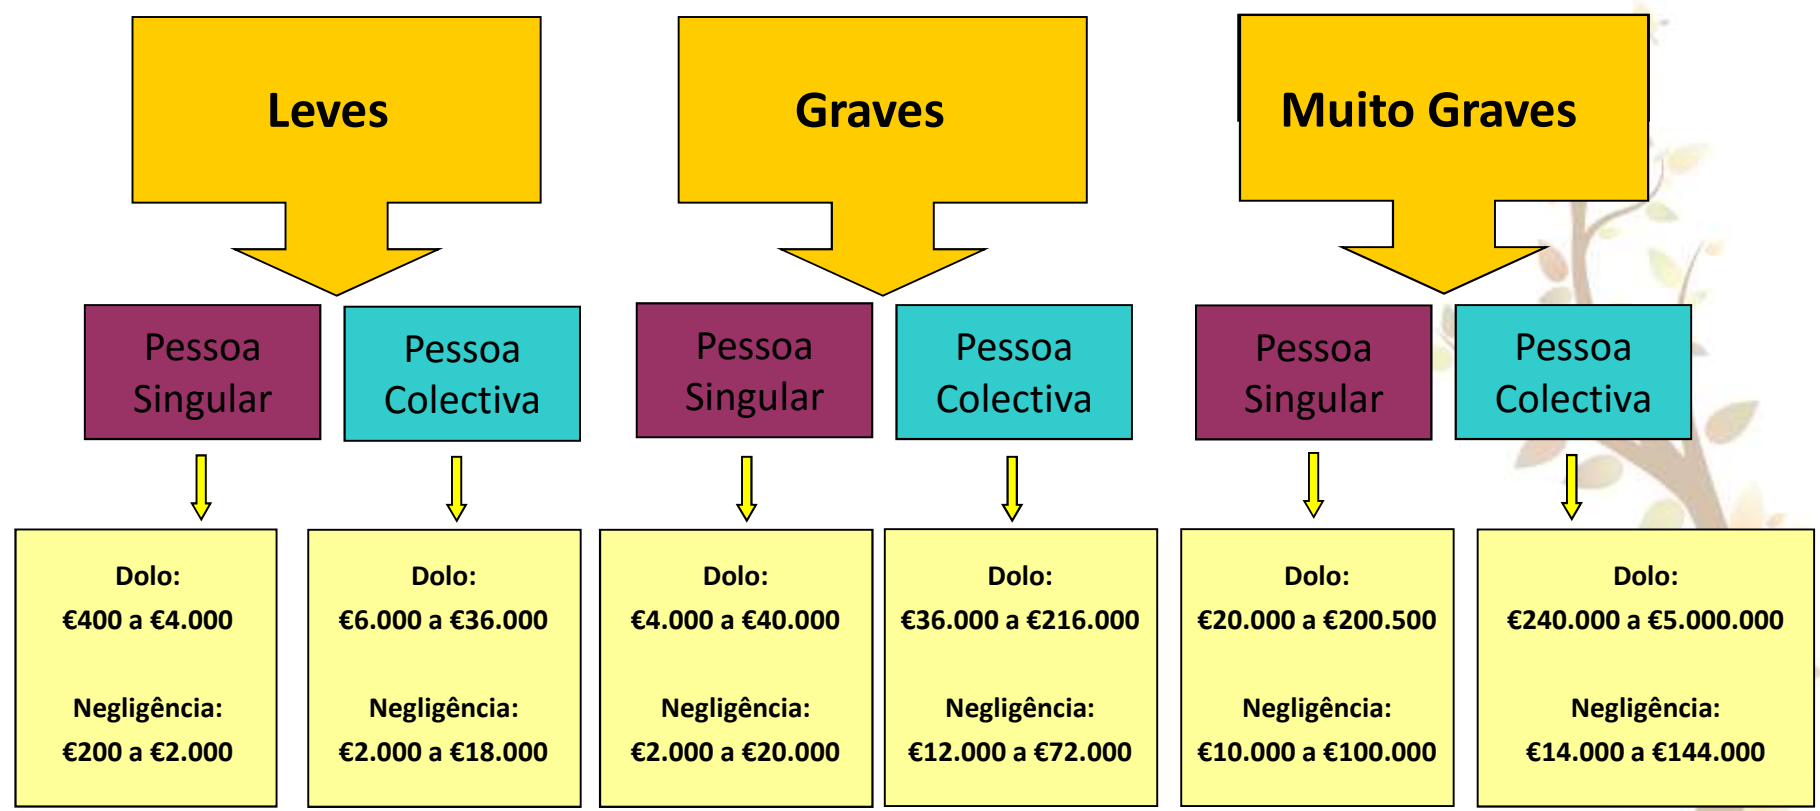 Leves
Graves
Muito Graves
Pessoa
Singular
Pessoa
Colectiva
Pessoa
Singular
Pessoa
Colectiva
Pessoa
Singular
Pessoa
Colectiva
Dolo:
€400 a €4.000
Negligência:
€200 a €2.000
Dolo:
€6.000 a €36.000
Negligência:
€2.000 a €18.000
Dolo:
€4.000 a €40.000
Negligência:
€2.000 a €20.000
Dolo:
€36.000 a €216.000
Negligência:
€12.000 a €72.000
Dolo:
€20.000 a €200.500
Negligência:
€10.000 a €100.000
Dolo:
€240.000 a €5.000.000
Negligência:
€14.000 a €144.000